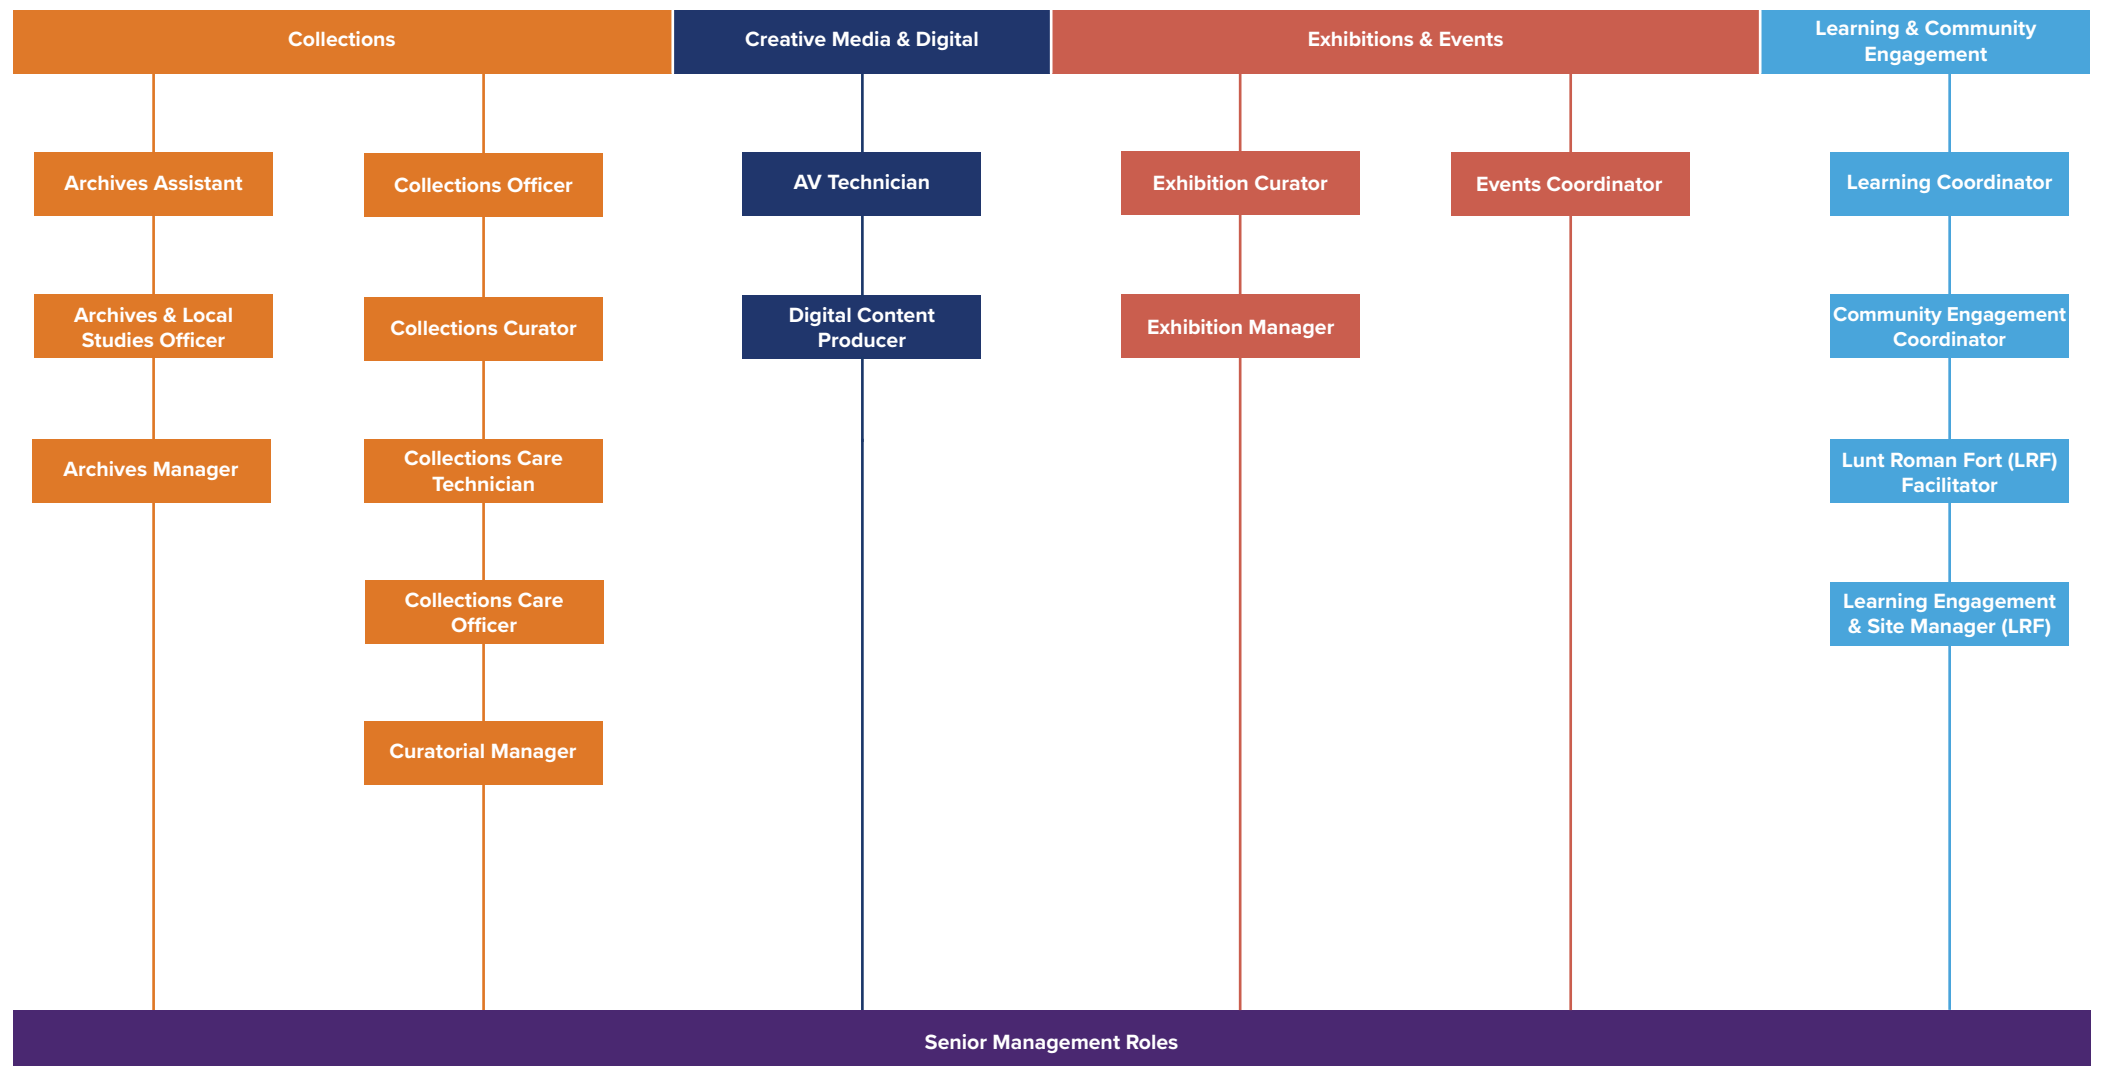 Collections
Creative Media & Digital
Exhibitions & Events
Learning & Community
Engagement
Archives Assistant
Collections Officer
AV Technician
Exhibition Curator
Events Coordinator
Learning Coordinator
Archives & Local
Studies Officer
Collections Curator
Digital Content
Producer
Exhibition Manager
Community Engagement
Coordinator
Archives Manager
Collections Care
Technician
Lunt Roman Fort (LRF)
Facilitator
Collections Care
Officer
Learning Engagement
& Site Manager (LRF)
Curatorial Manager
Senior Management Roles